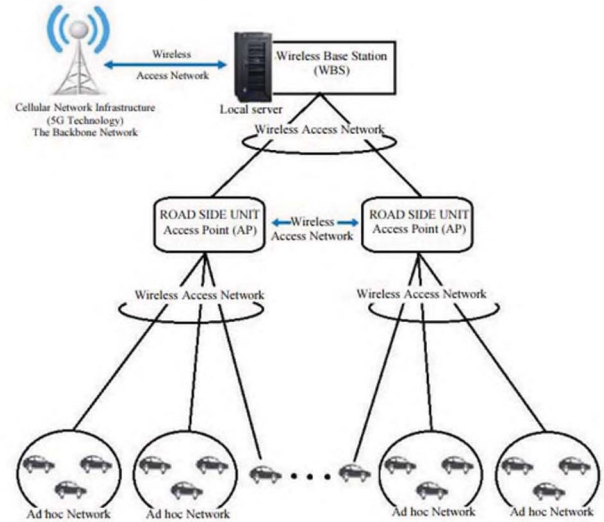 Wireless
Access Network
Wireless Base Station
(WBS)
Cellular Network Infrastructure
(5G Technology)
The Backbone Network
Local server
Wireless Access Network
ROAD SIDE UNIT
Access Point (AP)
Wireless
Access Network
ROAD SIDE UNIT
Access Point (AP)
Wireless Access Network
Wireless Access Network
Ad hoc Network
Ad hoc Network
Ad hoc Network
Ad hoc Network